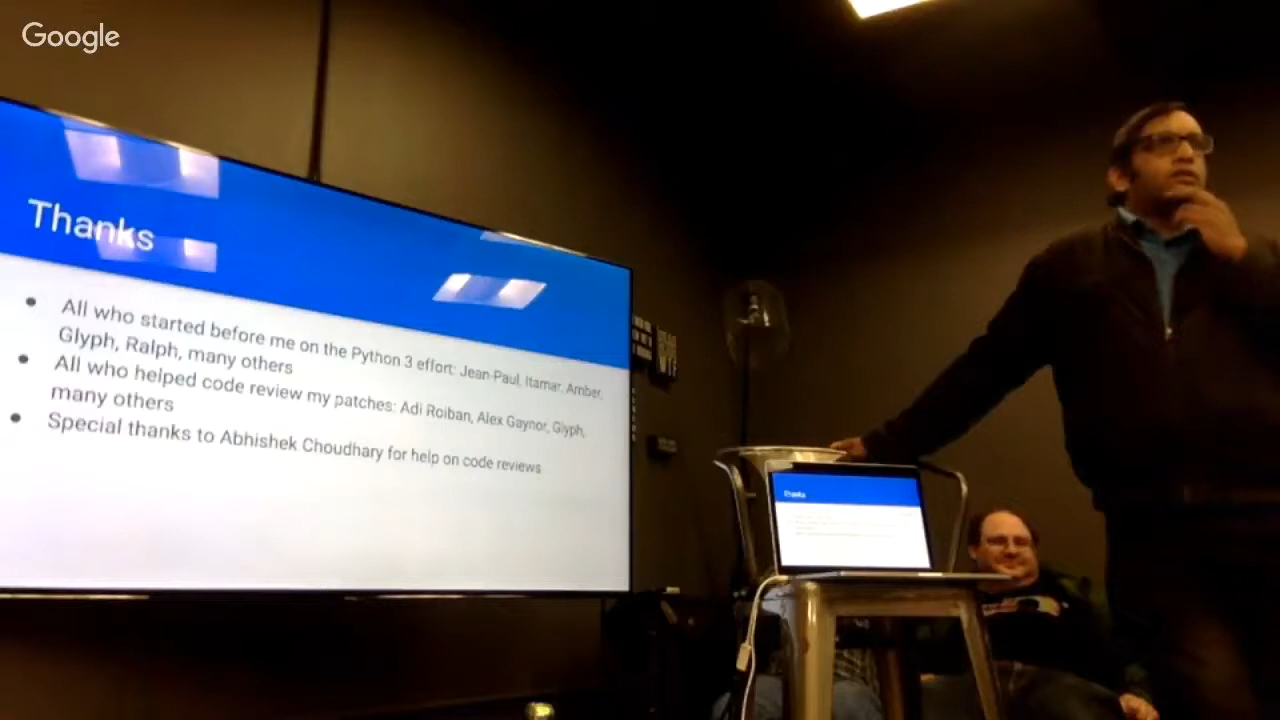 Google
Thanks
All who started before me on the Python 3 effort: Jean-Paul, Itamar, Amber,
Glyph, Ralph, many others
All who helped code review my patches: Adi Roiban, Alex Gaynor, Glyph,
many others
Special thanks to Abhishek Choudhary for help on code reviews
Thanks